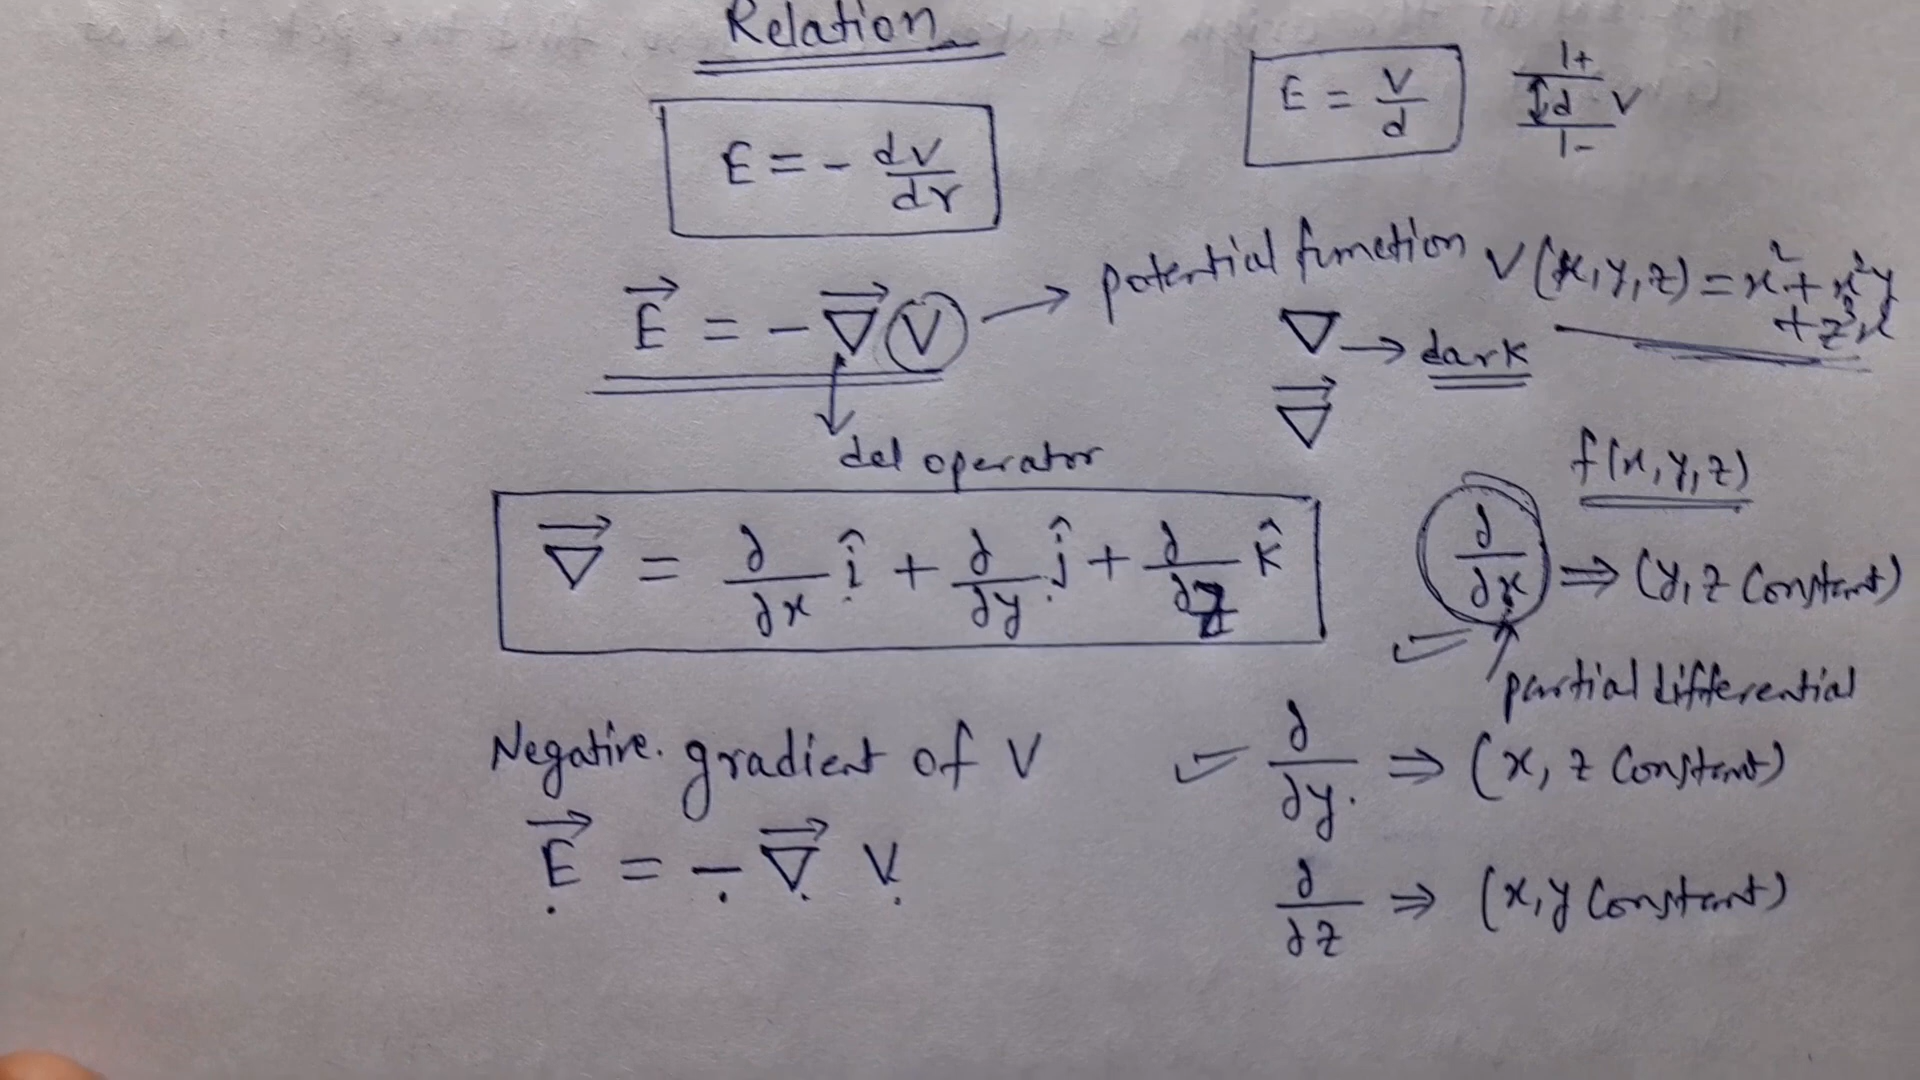 Relation
E = - dV/dr
E = V/d
1+
d V
1-
E⃗ = - ∇⃗ V → potential function V(x,y,z) = x² + x²y
+ z³x
∇ → dark
∇⃗
del operator
f(x,y,z)
∇⃗ = ∂/∂x î + ∂/∂y ĵ + ∂/∂z k̂
∂/∂x ⇒ (y,z Constant)
partial differential
Negative. gradient of V
∂/∂y. ⇒ (x, z Constant)
E⃗ = - ∇⃗ V
∂/∂z ⇒ (x,y Constant)